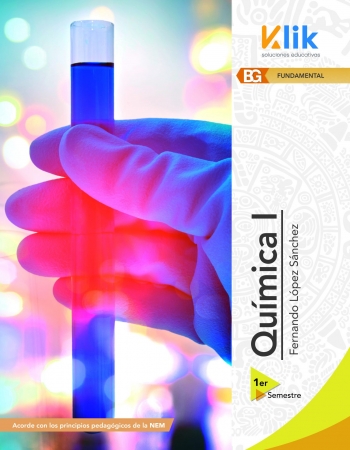 klik
soluciones educativas
BG FUNDAMENTAL
Química I
Fernando López Sánchez
1er
Semestre
Acorde con los principios pedagógicos de la NEM